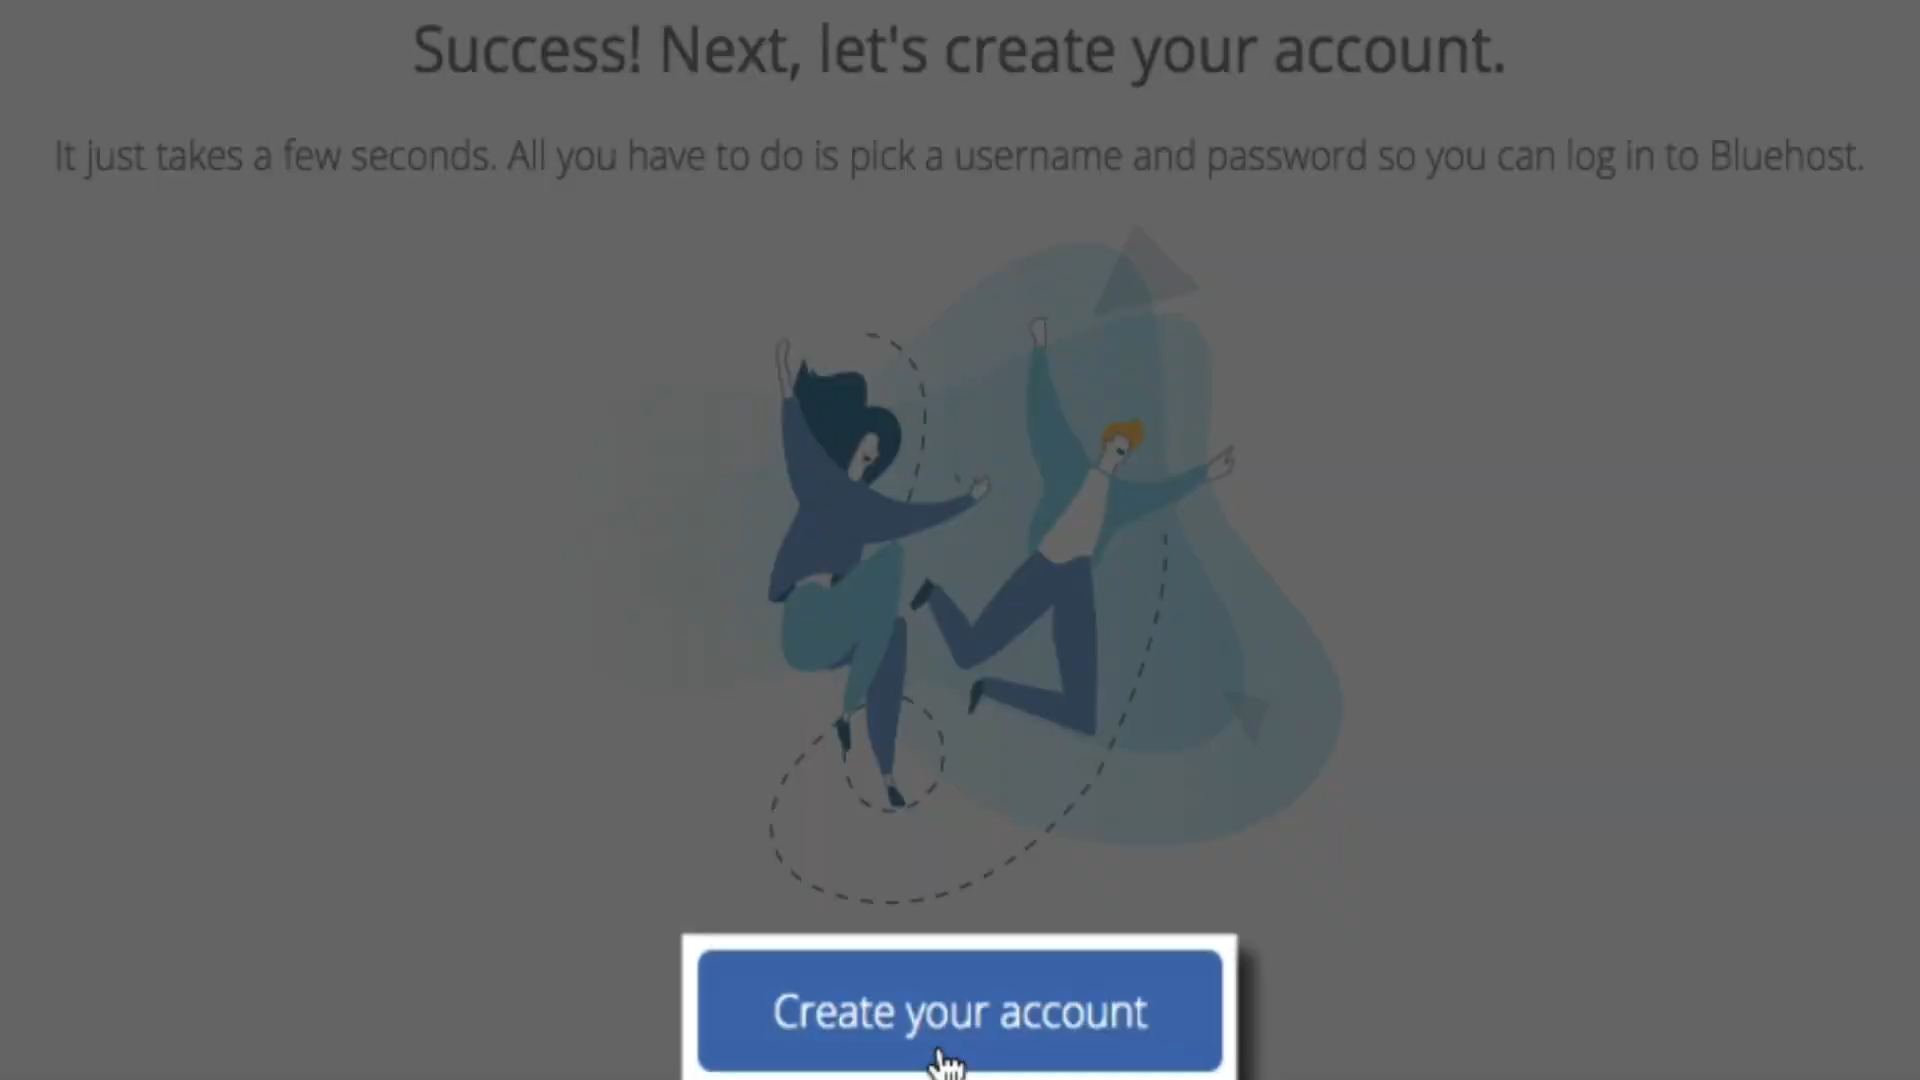 Success! Next, let's create your account.
It just takes a few seconds. All you have to do is pick a username and password so you can log in to Bluehost.
Create your account